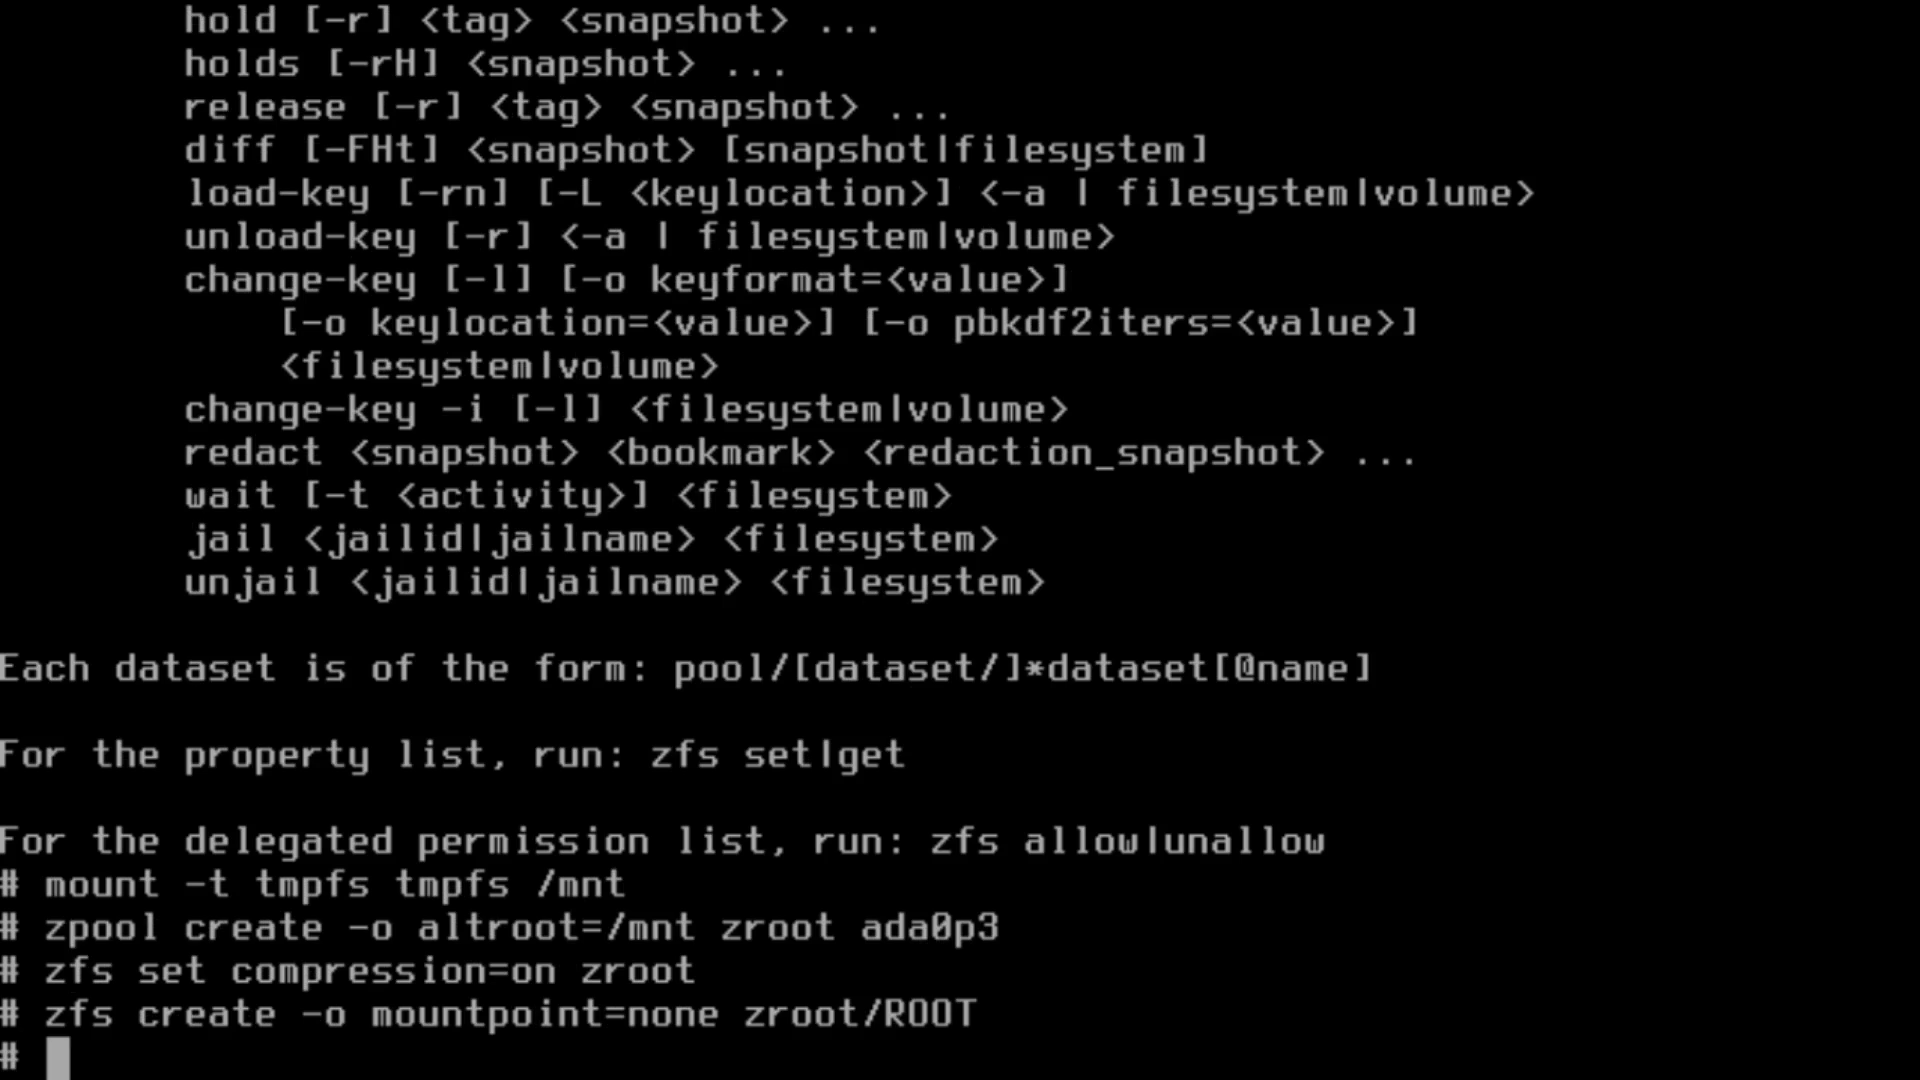 hold [-r] <tag> <snapshot> ...
holds [-rH] <snapshot> ...
release [-r] <tag> <snapshot> ...
diff [-FHt] <snapshot> [snapshot|filesystem]
load-key [-rn] [-L <keylocation>] <-a | filesystem|volume>
unload-key [-r] <-a | filesystem|volume>
change-key [-l] [-o keyformat=<value>]
[-o keylocation=<value>] [-o pbkdf2iters=<value>]
<filesystem|volume>
change-key -i [-l] <filesystem|volume>
redact <snapshot> <bookmark> <redaction_snapshot> ...
wait [-t <activity>] <filesystem>
jail <jailid|jailname> <filesystem>
unjail <jailid|jailname> <filesystem>
Each dataset is of the form: pool/[dataset/]*dataset[@name]
For the property list, run: zfs set|get
For the delegated permission list, run: zfs allow|unallow
# mount -t tmpfs tmpfs /mnt
# zpool create -o altroot=/mnt zroot ada0p3
# zfs set compression=on zroot
# zfs create -o mountpoint=none zroot/ROOT
#